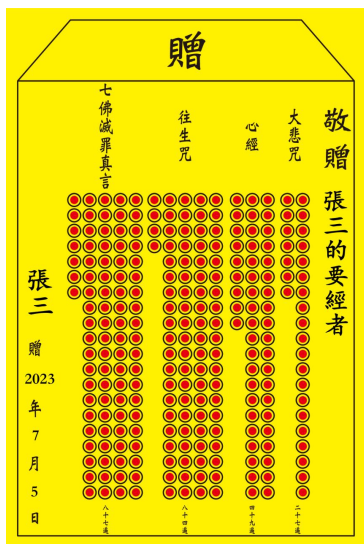 贈
敬贈 張三的要經者
大悲咒
二十七遍
心經
四十九遍
往生咒
八十四遍
七佛滅罪真言
八十七遍
張三 贈 2023 年 7 月 5 日